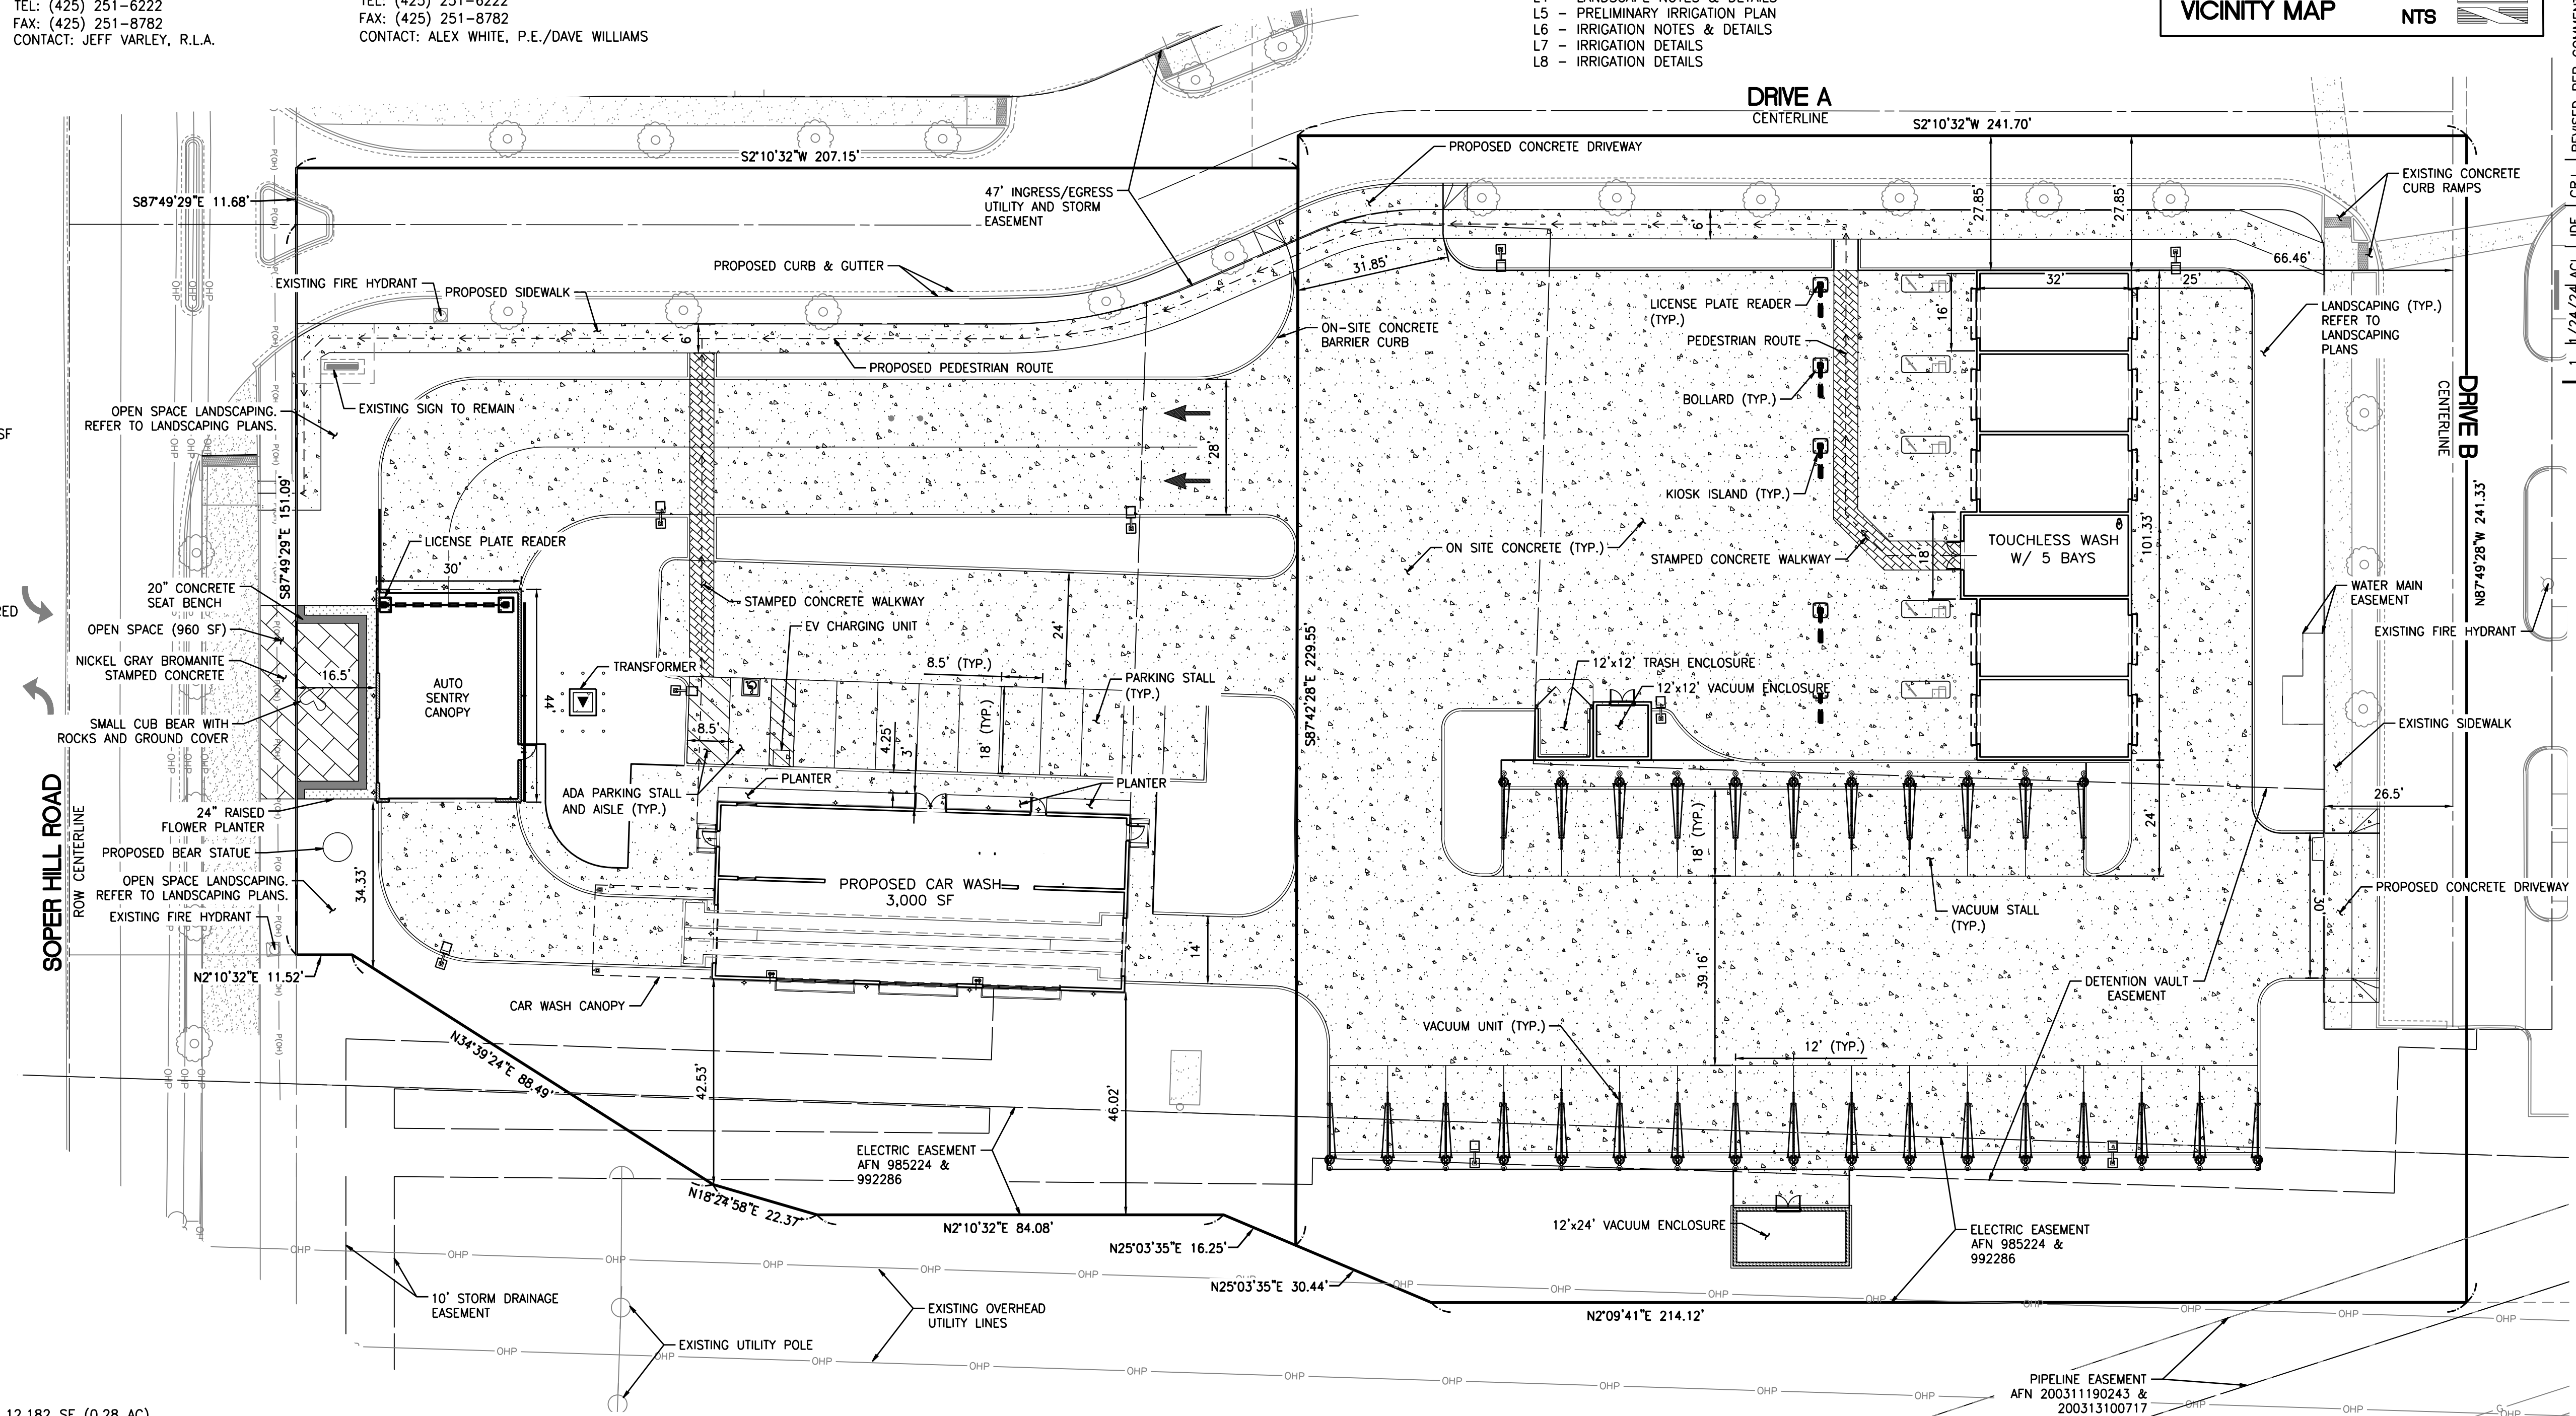 TEL: (425) 251-6222
FAX: (425) 251-8782
CONTACT: JEFF VARLEY, R.L.A.
TEL: (425) 251-6222
FAX: (425) 251-8782
CONTACT: ALEX WHITE, P.E./DAVE WILLIAMS
L4 - LANDSCAPE NOTES & DETAILS
L5 - PRELIMINARY IRRIGATION PLAN
L6 - IRRIGATION NOTES & DETAILS
L7 - IRRIGATION DETAILS
L8 - IRRIGATION DETAILS
VICINITY MAP
NTS
DRIVE A
CENTERLINE
S2°10'32"W 241.70'
S2°10'32"W 207.15'
S87°49'29"E 11.68'
47' INGRESS/EGRESS
UTILITY AND STORM
EASEMENT
PROPOSED CONCRETE DRIVEWAY
EXISTING CONCRETE
CURB RAMPS
27.85'
27.85'
6'
66.46'
31.85'
PROPOSED CURB & GUTTER
EXISTING FIRE HYDRANT
PROPOSED SIDEWALK
6'
LICENSE PLATE READER
(TYP.)
32'
25'
16'
LANDSCAPING (TYP.)
REFER TO
LANDSCAPING
PLANS
ON-SITE CONCRETE
BARRIER CURB
PEDESTRIAN ROUTE
PROPOSED PEDESTRIAN ROUTE
EXISTING SIGN TO REMAIN
OPEN SPACE LANDSCAPING.
REFER TO LANDSCAPING PLANS.
SF
BOLLARD (TYP.)
DRIVE B
CENTERLINE
28'
KIOSK ISLAND (TYP.)
S87°49'29"E 151.09'
N87°49'28"W 241.33'
LICENSE PLATE READER
30'
ON SITE CONCRETE (TYP.)
STAMPED CONCRETE WALKWAY
18'
TOUCHLESS WASH
W/ 5 BAYS
101.33'
20" CONCRETE
SEAT BENCH
STAMPED CONCRETE WALKWAY
24'
EV CHARGING UNIT
OPEN SPACE (960 SF)
WATER MAIN
EASEMENT
EXISTING FIRE HYDRANT
S87°42'28"E 229.55'
NICKEL GRAY BROMANITE
STAMPED CONCRETE
16.5'
TRANSFORMER
8.5' (TYP.)
PARKING STALL
(TYP.)
12'x12' TRASH ENCLOSURE
12'x12' VACUUM ENCLOSURE
AUTO
SENTRY
CANOPY
44'
SMALL CUB BEAR WITH
ROCKS AND GROUND COVER
8.5'
4.25'
3'
18' (TYP.)
EXISTING SIDEWALK
SOPER HILL ROAD
ROW CENTERLINE
PLANTER
PLANTER
ADA PARKING STALL
AND AISLE (TYP.)
26.5'
24" RAISED
FLOWER PLANTER
PROPOSED BEAR STATUE
18' (TYP.)
24'
34.33'
OPEN SPACE LANDSCAPING.
REFER TO LANDSCAPING PLANS.
PROPOSED CAR WASH
3,000 SF
PROPOSED CONCRETE DRIVEWAY
EXISTING FIRE HYDRANT
VACUUM STALL
(TYP.)
30'
14'
39.16'
N2°10'32"E 11.52'
CAR WASH CANOPY
DETENTION VAULT
EASEMENT
VACUUM UNIT (TYP.)
12' (TYP.)
N34°39'24"E 88.49'
42.53'
46.02'
ELECTRIC EASEMENT
AFN 985224 &
992286
N18°24'58"E 22.37'
N2°10'32"E 84.08'
N25°03'35"E 16.25'
12'x24' VACUUM ENCLOSURE
ELECTRIC EASEMENT
AFN 985224 &
992286
N25°03'35"E 30.44'
10' STORM DRAINAGE
EASEMENT
EXISTING OVERHEAD
UTILITY LINES
N2°09'41"E 214.12'
EXISTING UTILITY POLE
PIPELINE EASEMENT
AFN 200311190243 &
200313100717
12,182 SF (0.28 AC)